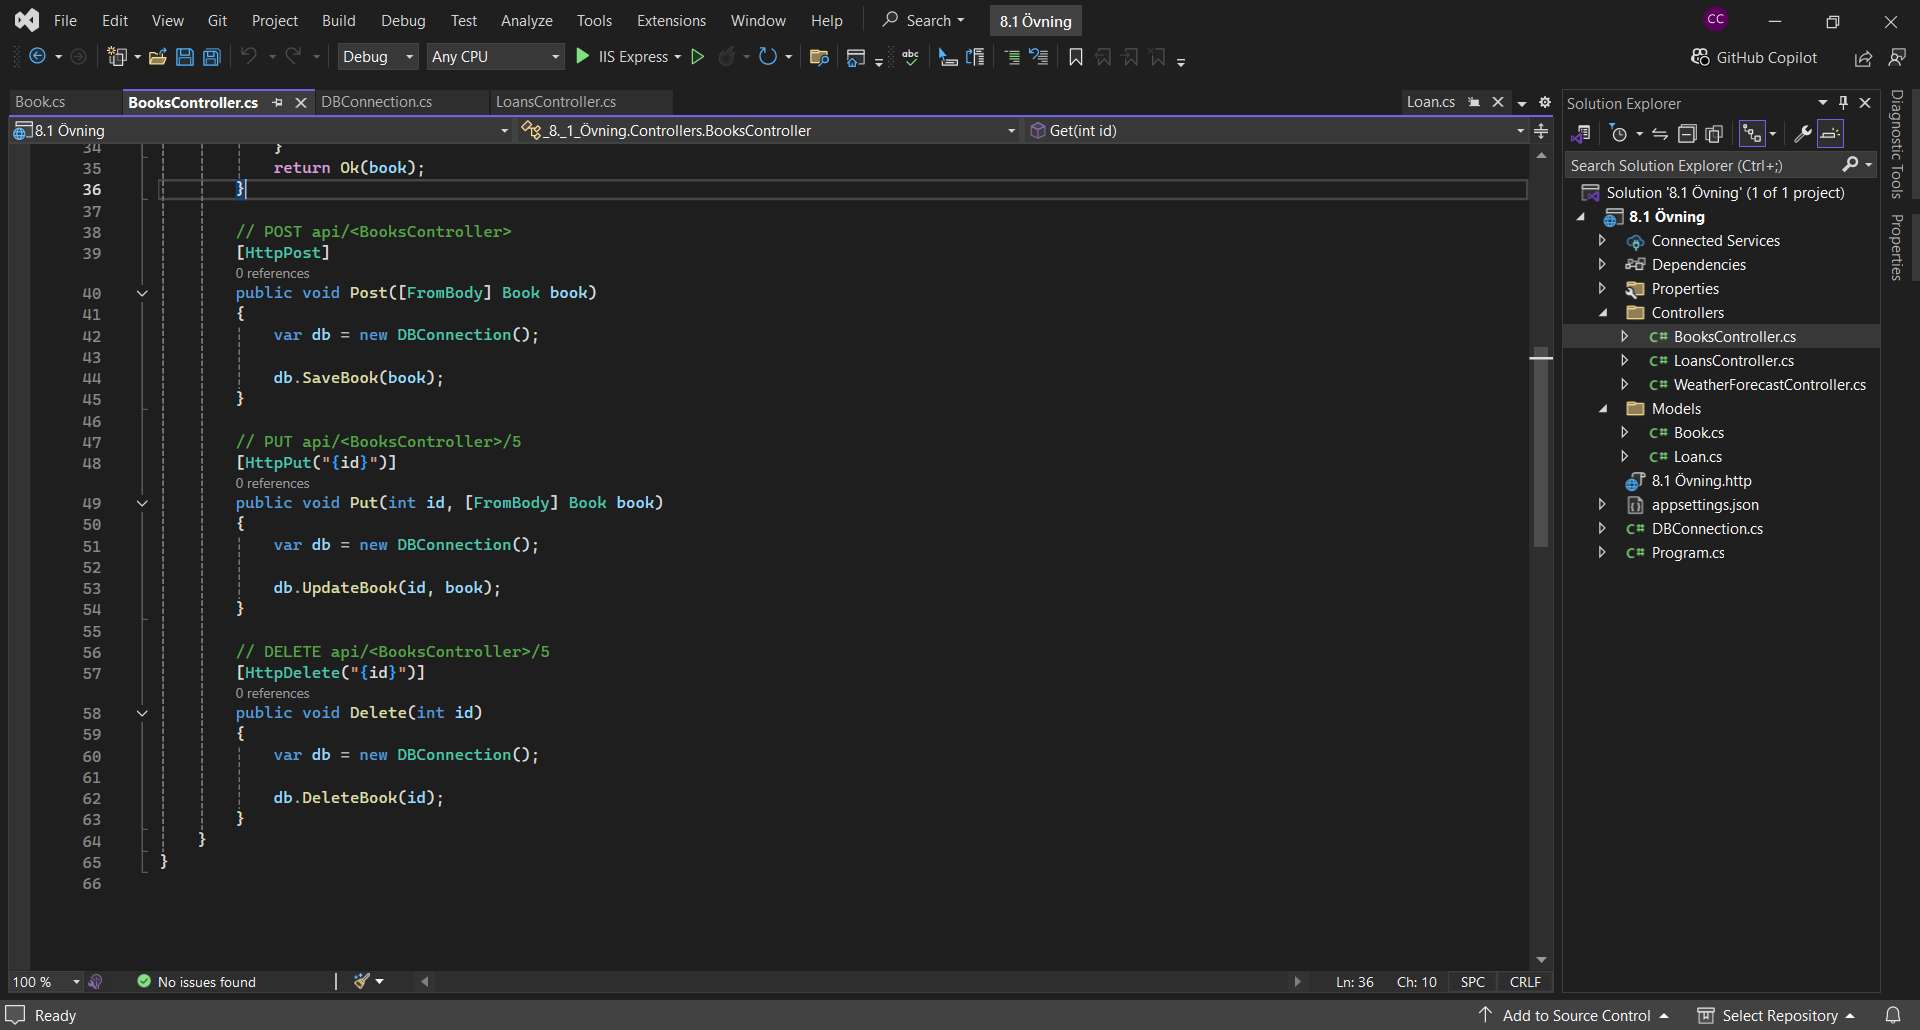 File Edit View Git Project Build Debug Test Analyze Tools Extensions Window Help Search 8.1 Övning CC
Debug Any CPU IIS Express abc GitHub Copilot
Book.cs BooksController.cs DBConnection.cs LoansController.cs Loan.cs
8.1 Övning _8._1_Övning.Controllers.BooksController Get(int id)
34 }
35 return Ok(book);
36 }
37
38 // POST api/<BooksController>
39 [HttpPost]
0 references
40 public void Post([FromBody] Book book)
41 {
42 var db = new DBConnection();
43
44 db.SaveBook(book);
45 }
46
47 // PUT api/<BooksController>/5
48 [HttpPut("{id}")]
0 references
49 public void Put(int id, [FromBody] Book book)
50 {
51 var db = new DBConnection();
52
53 db.UpdateBook(id, book);
54 }
55
56 // DELETE api/<BooksController>/5
57 [HttpDelete("{id}")]
0 references
58 public void Delete(int id)
59 {
60 var db = new DBConnection();
61
62 db.DeleteBook(id);
63 }
64 }
65 }
66
100 % No issues found Ln: 36 Ch: 10 SPC CRLF
Solution Explorer
Search Solution Explorer (Ctrl+;)
Solution '8.1 Övning' (1 of 1 project)
8.1 Övning
Connected Services
Dependencies
Properties
Controllers
C# BooksController.cs
C# LoansController.cs
C# WeatherForecastController.cs
Models
C# Book.cs
C# Loan.cs
8.1 Övning.http
appsettings.json
C# DBConnection.cs
C# Program.cs
Diagnostic Tools
Properties
Ready Add to Source Control Select Repository